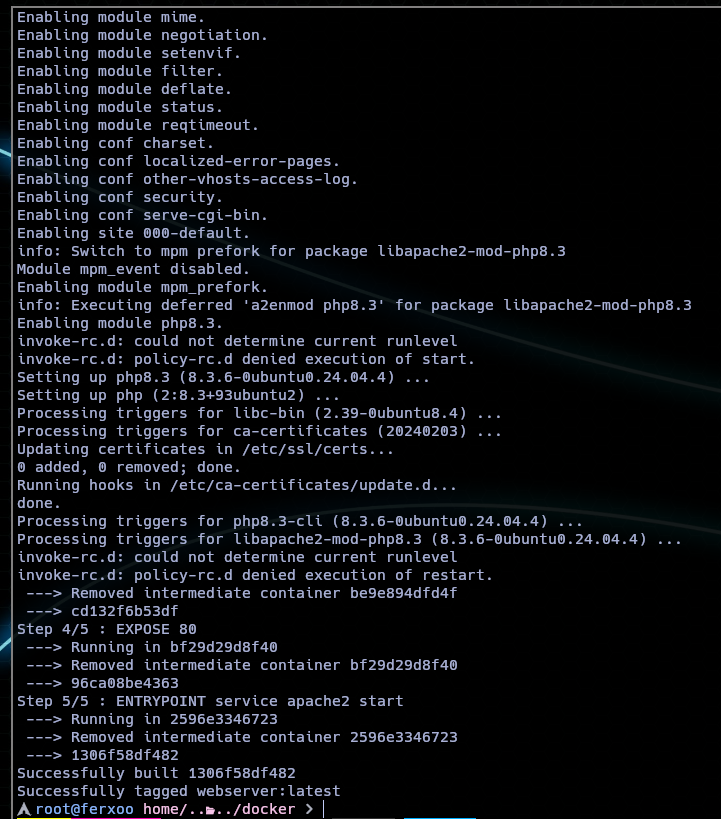 Enabling module mime.
Enabling module negotiation.
Enabling module setenvif.
Enabling module filter.
Enabling module deflate.
Enabling module status.
Enabling module reqtimeout.
Enabling conf charset.
Enabling conf localized-error-pages.
Enabling conf other-vhosts-access-log.
Enabling conf security.
Enabling conf serve-cgi-bin.
Enabling site 000-default.
info: Switch to mpm prefork for package libapache2-mod-php8.3
Module mpm_event disabled.
Enabling module mpm_prefork.
info: Executing deferred 'a2enmod php8.3' for package libapache2-mod-php8.3
Enabling module php8.3.
invoke-rc.d: could not determine current runlevel
invoke-rc.d: policy-rc.d denied execution of start.
Setting up php8.3 (8.3.6-0ubuntu0.24.04.4) ...
Setting up php (2:8.3+93ubuntu2) ...
Processing triggers for libc-bin (2.39-0ubuntu8.4) ...
Processing triggers for ca-certificates (20240203) ...
Updating certificates in /etc/ssl/certs...
0 added, 0 removed; done.
Running hooks in /etc/ca-certificates/update.d...
done.
Processing triggers for php8.3-cli (8.3.6-0ubuntu0.24.04.4) ...
Processing triggers for libapache2-mod-php8.3 (8.3.6-0ubuntu0.24.04.4) ...
invoke-rc.d: could not determine current runlevel
invoke-rc.d: policy-rc.d denied execution of restart.
 ---> Removed intermediate container be9e894dfd4f
 ---> cd132f6b53df
Step 4/5 : EXPOSE 80
 ---> Running in bf29d29d8f40
 ---> Removed intermediate container bf29d29d8f40
 ---> 96ca08be4363
Step 5/5 : ENTRYPOINT service apache2 start
 ---> Running in 2596e3346723
 ---> Removed intermediate container 2596e3346723
 ---> 1306f58df482
Successfully built 1306f58df482
Successfully tagged webserver:latest
root@ferxoo home/..../docker >